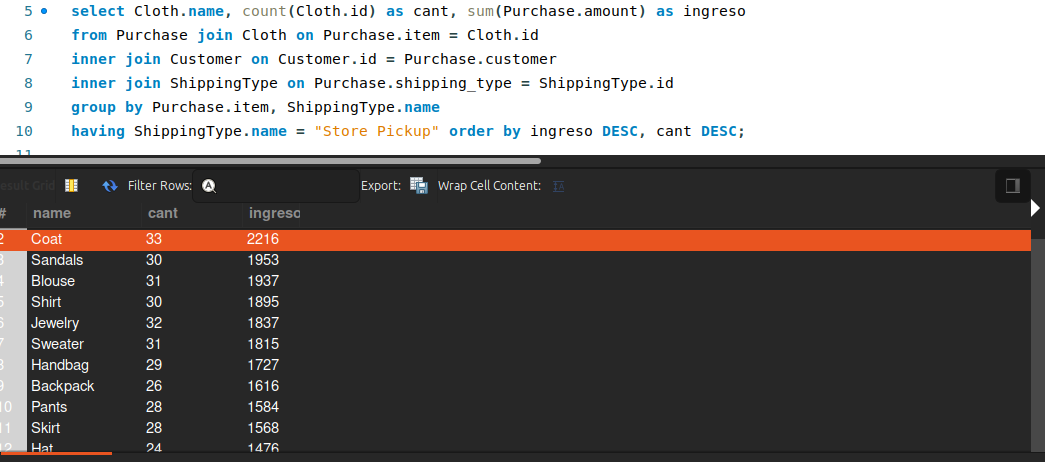 5 select Cloth.name, count(Cloth.id) as cant, sum(Purchase.amount) as ingreso
6 from Purchase join Cloth on Purchase.item = Cloth.id
7 inner join Customer on Customer.id = Purchase.customer
8 inner join ShippingType on Purchase.shipping_type = ShippingType.id
9 group by Purchase.item, ShippingType.name
10 having ShippingType.name = "Store Pickup" order by ingreso DESC, cant DESC;
11
esult Grid Filter Rows: Export: Wrap Cell Content: IA
# name cant ingreso
2 Coat 33 2216
3 Sandals 30 1953
4 Blouse 31 1937
5 Shirt 30 1895
6 Jewelry 32 1837
7 Sweater 31 1815
8 Handbag 29 1727
9 Backpack 26 1616
10 Pants 28 1584
11 Skirt 28 1568
12 Hat 24 1476